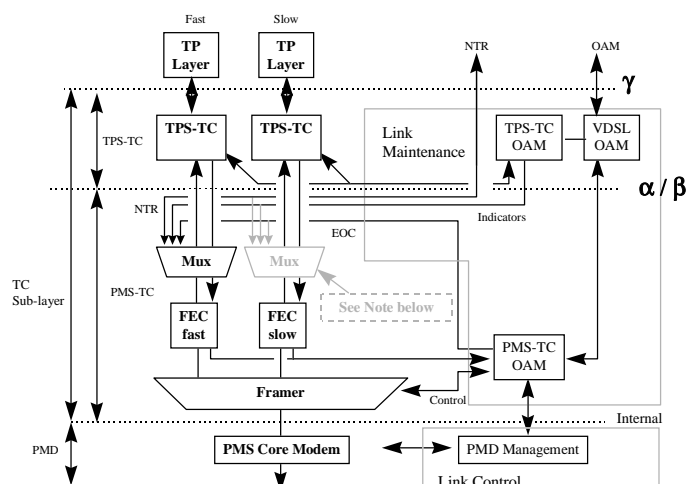 Fast
Slow
TP
Layer
TP
Layer
NTR
OAM
γ
TPS-TC
TPS-TC
TPS-TC
Link
Maintenance
TPS-TC
OAM
VDSL
OAM
α / β
NTR
Indicators
EOC
Mux
Mux
TC
Sub-layer
PMS-TC
See Note below
FEC
fast
FEC
slow
PMS-TC
OAM
Framer
Control
Internal
PMD
PMS Core Modem
PMD Management
Link Control